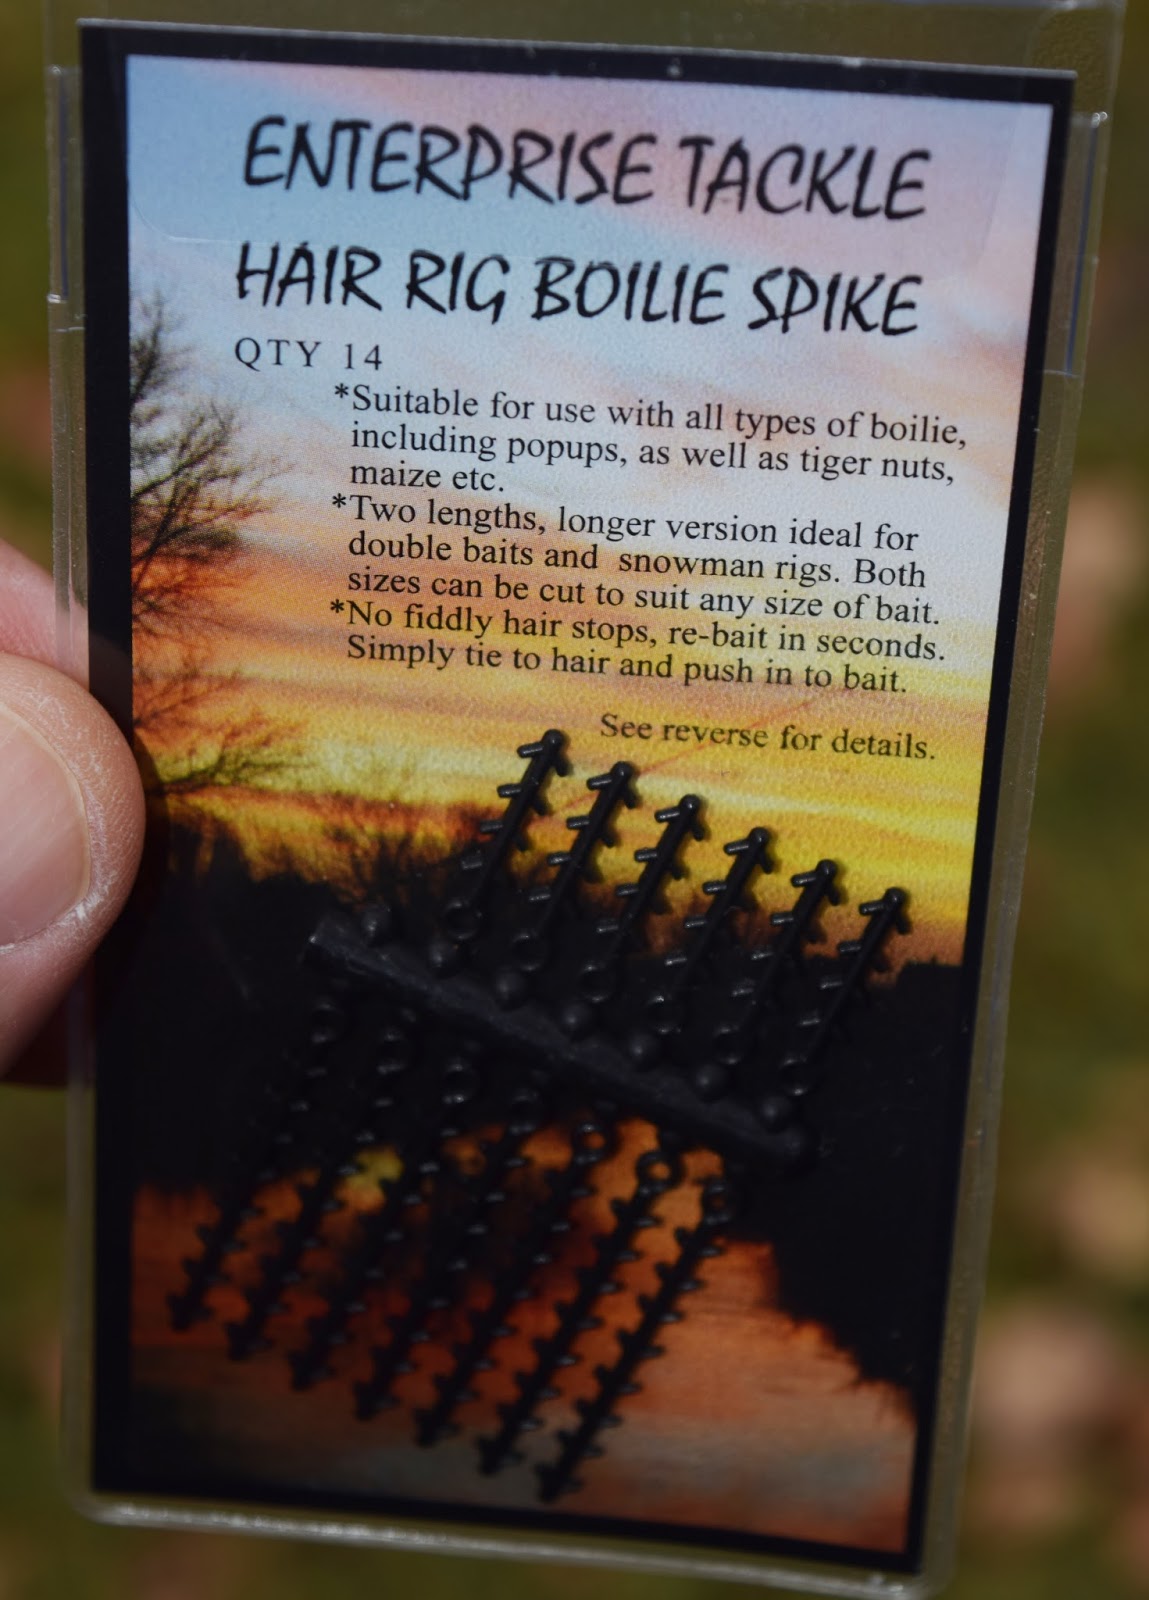 ENTERPRISE TACKLE
HAIR RIG BOILIE SPIKE
QTY 14
*Suitable for use with all types of boilie,
including popups, as well as tiger nuts,
maize etc.
*Two lengths, longer version ideal for
double baits and snowman rigs. Both
sizes can be cut to suit any size of bait.
*No fiddly hair stops, re-bait in seconds.
Simply tie to hair and push in to bait.
See reverse for details.